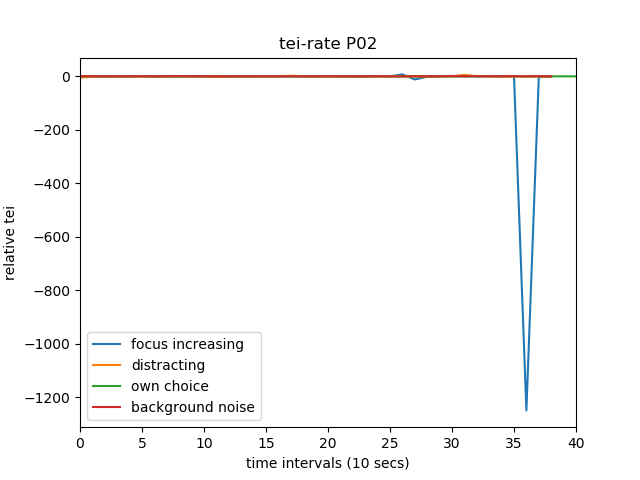 tei-rate P02
relative tei
0
−200
−400
−600
−800
−1000
−1200
focus increasing
distracting
own choice
background noise
0 5 10 15 20 25 30 35 40
time intervals (10 secs)